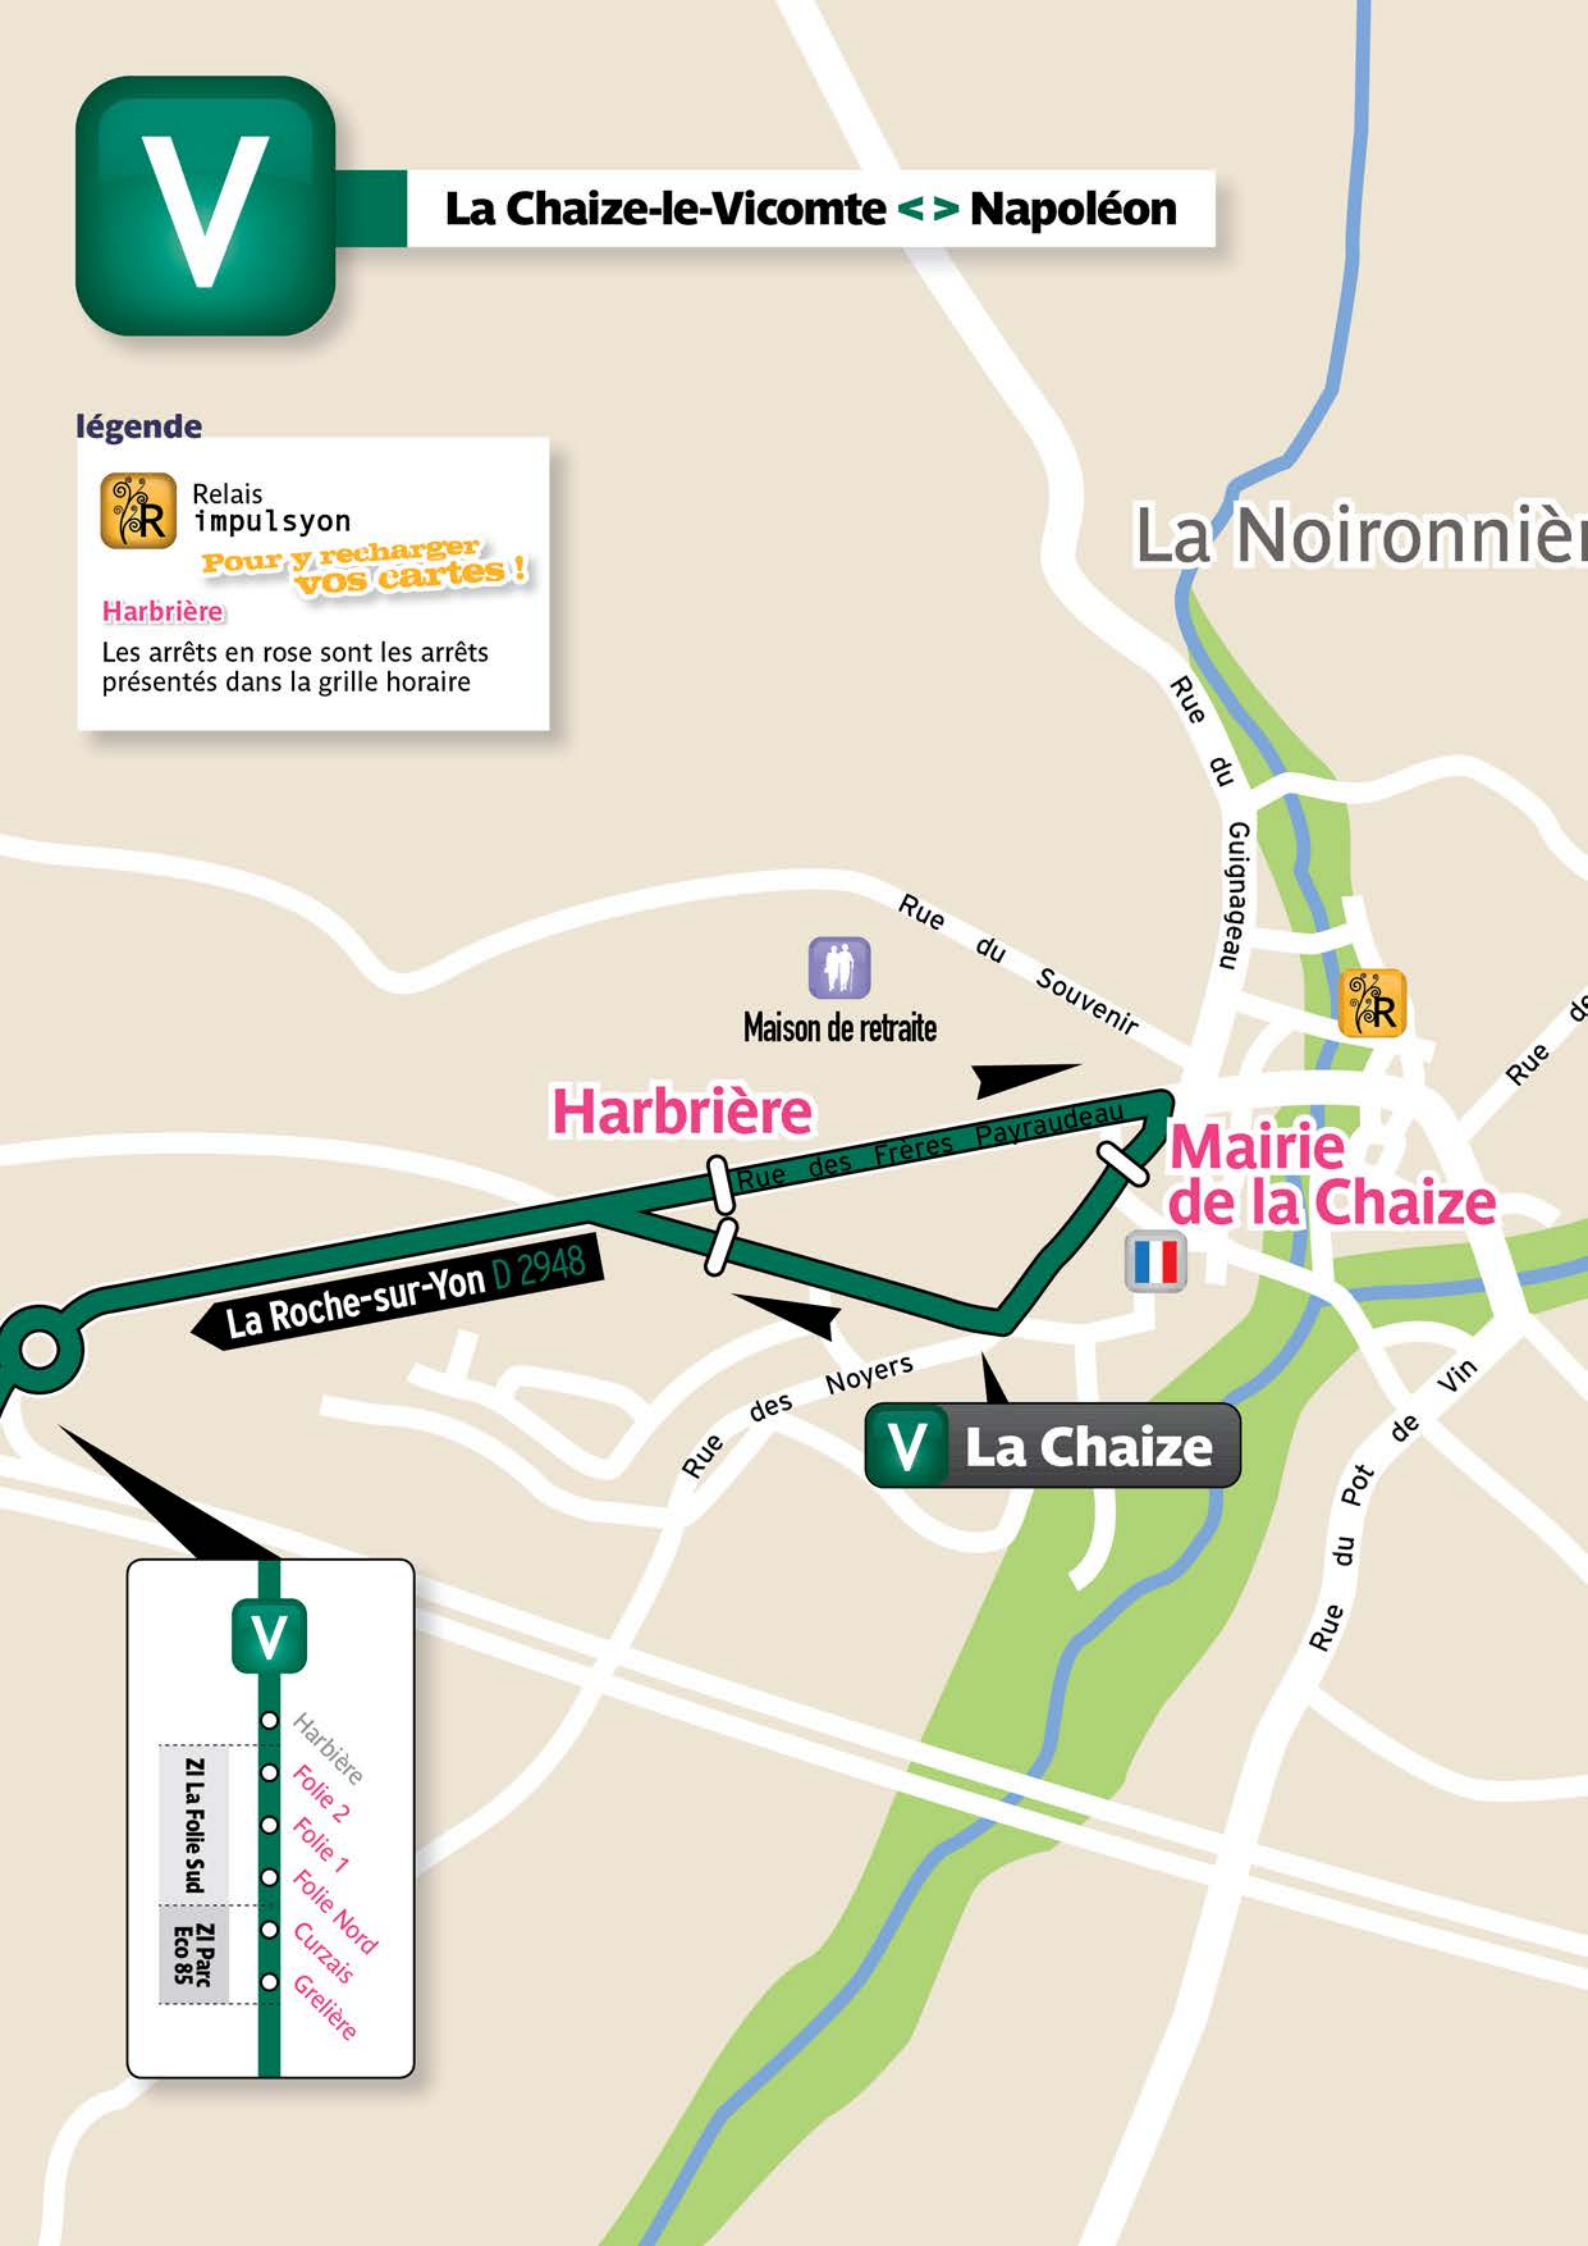 V
La Chaize-le-Vicomte <> Napoléon
légende
R
Relais
impulsyon
Pour y recharger
vos cartes !
Harbrière
Les arrêts en rose sont les arrêts
présentés dans la grille horaire
La Noironnièr
Rue du Guignageau
Rue du Souvenir
Maison de retraite
R
Rue de
Harbrière
Rue des Frères Payraudeau
Mairie
de la Chaize
La Roche-sur-Yon D 2948
Rue des Noyers
V La Chaize
Rue du Pot de Vin
V
Harbière
Folie 2
Folie 1
Folie Nord
Curzais
Grelière
ZI La Folie Sud
ZI Parc
Eco 85